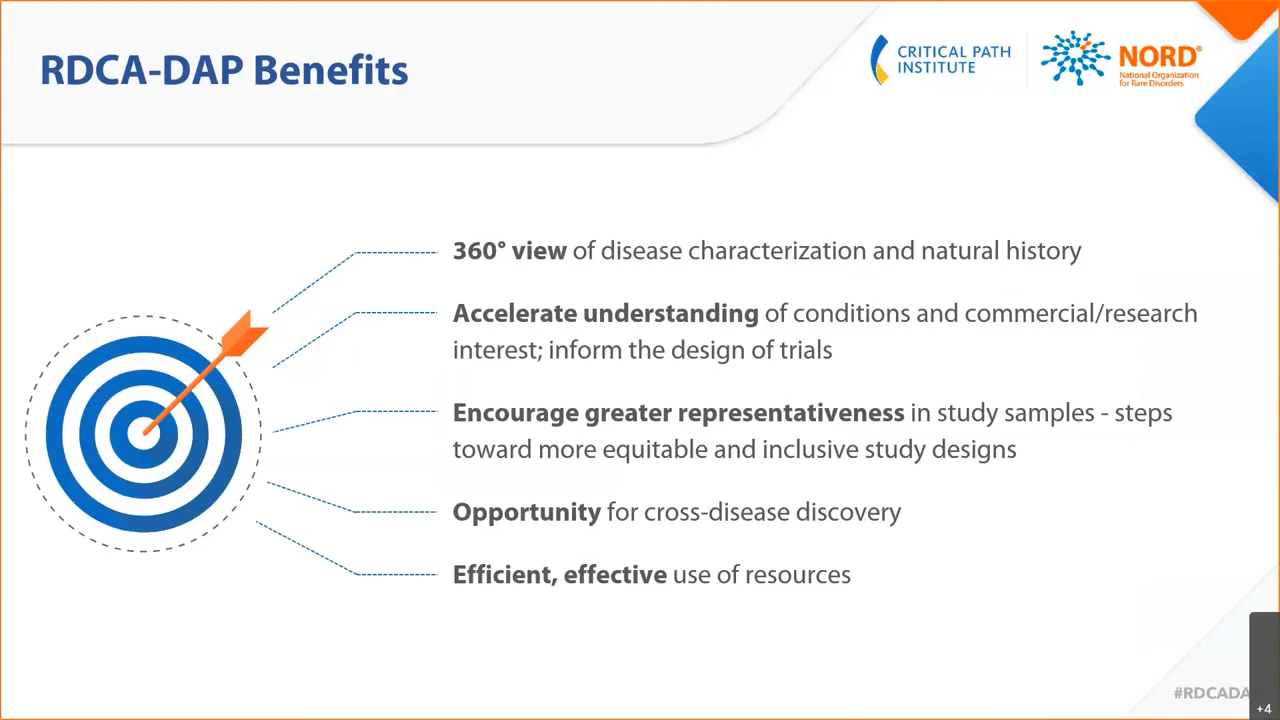 RDCA-DAP Benefits
CRITICAL PATH
INSTITUTE
NORD®
National Organization
for Rare Disorders
360° view of disease characterization and natural history
Accelerate understanding of conditions and commercial/research
interest; inform the design of trials
Encourage greater representativeness in study samples - steps
toward more equitable and inclusive study designs
Opportunity for cross-disease discovery
Efficient, effective use of resources
#RDCADA
+4